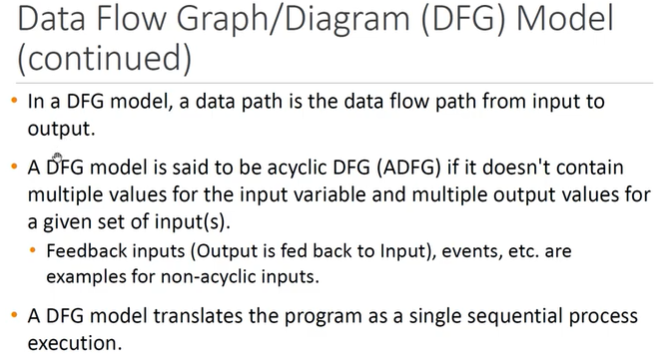 Data Flow Graph/Diagram (DFG) Model
(continued)
• In a DFG model, a data path is the data flow path from input to
output.
• A DFG model is said to be acyclic DFG (ADFG) if it doesn't contain
multiple values for the input variable and multiple output values for
a given set of input(s).
• Feedback inputs (Output is fed back to Input), events, etc. are
examples for non-acyclic inputs.
• A DFG model translates the program as a single sequential process
execution.